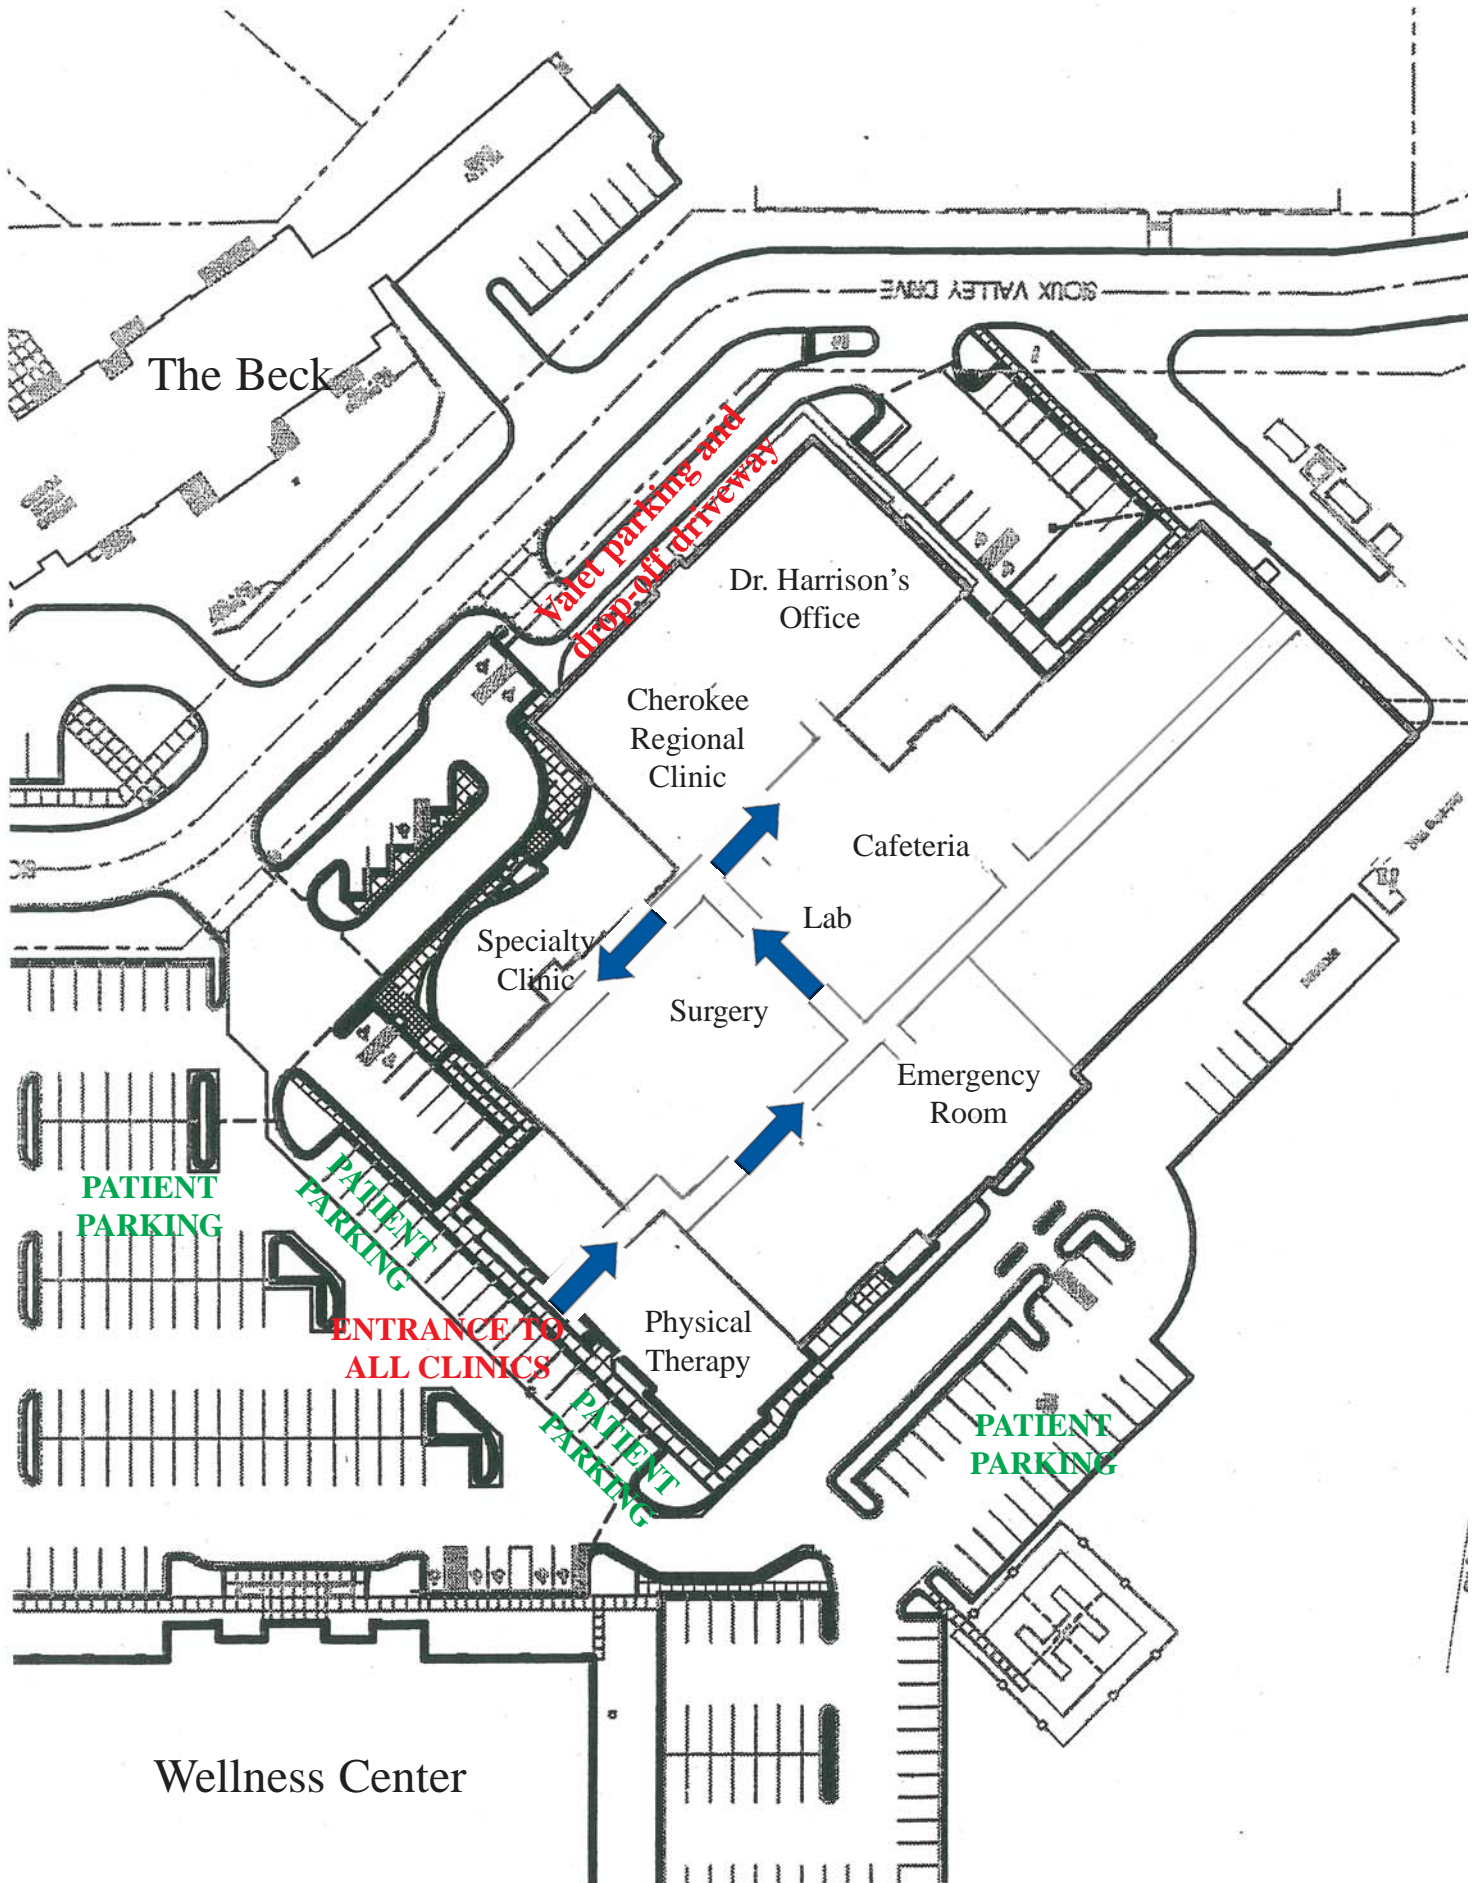 SIOUX VALLEY DRIVE
The Beck
Valet parking and
drop-off driveway
Dr. Harrison's
Office
Cherokee
Regional
Clinic
Cafeteria
Lab
Specialty
Clinic
Surgery
Emergency
Room
PATIENT
PARKING
PATIENT
PARKING
ENTRANCE TO
ALL CLINICS
Physical
Therapy
PATIENT
PARKING
PATIENT
PARKING
Wellness Center